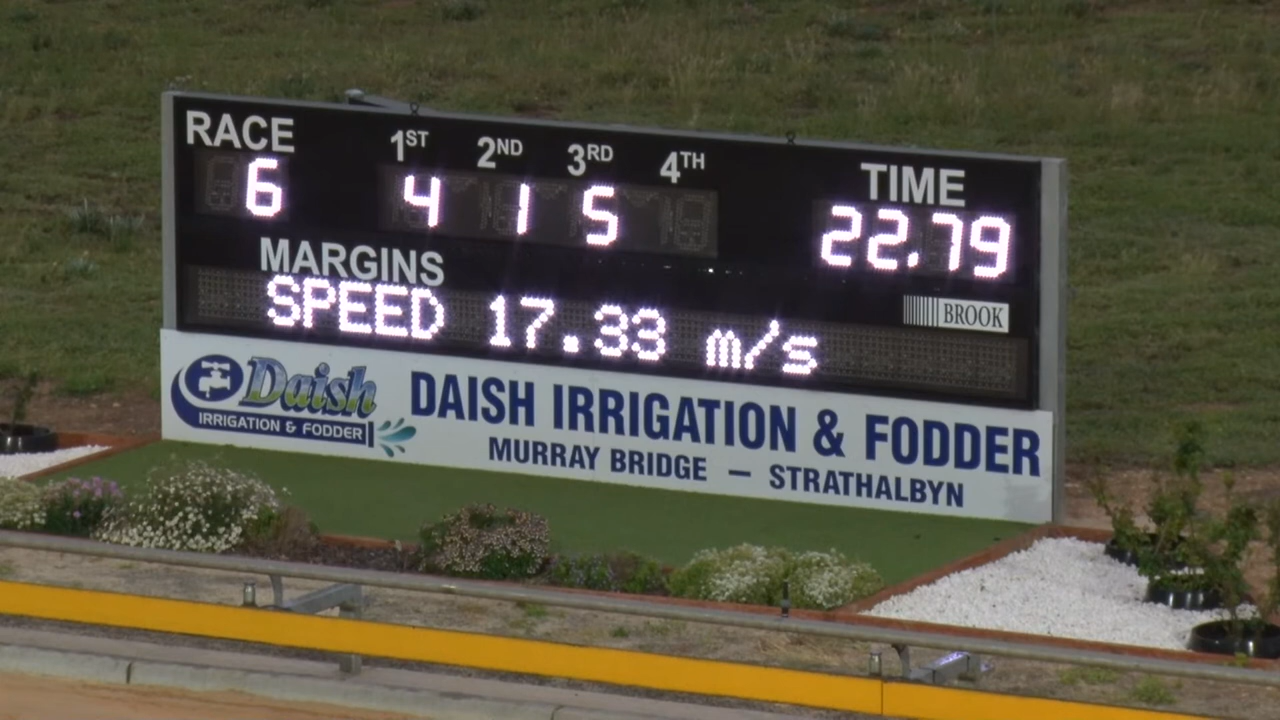 RACE 1ST 2ND 3RD 4TH TIME
6 4 1 5 22.79
MARGINS
SPEED 17.33 m/s
BROOK
Daish
IRRIGATION & FODDER
DAISH IRRIGATION & FODDER
MURRAY BRIDGE – STRATHALBYN